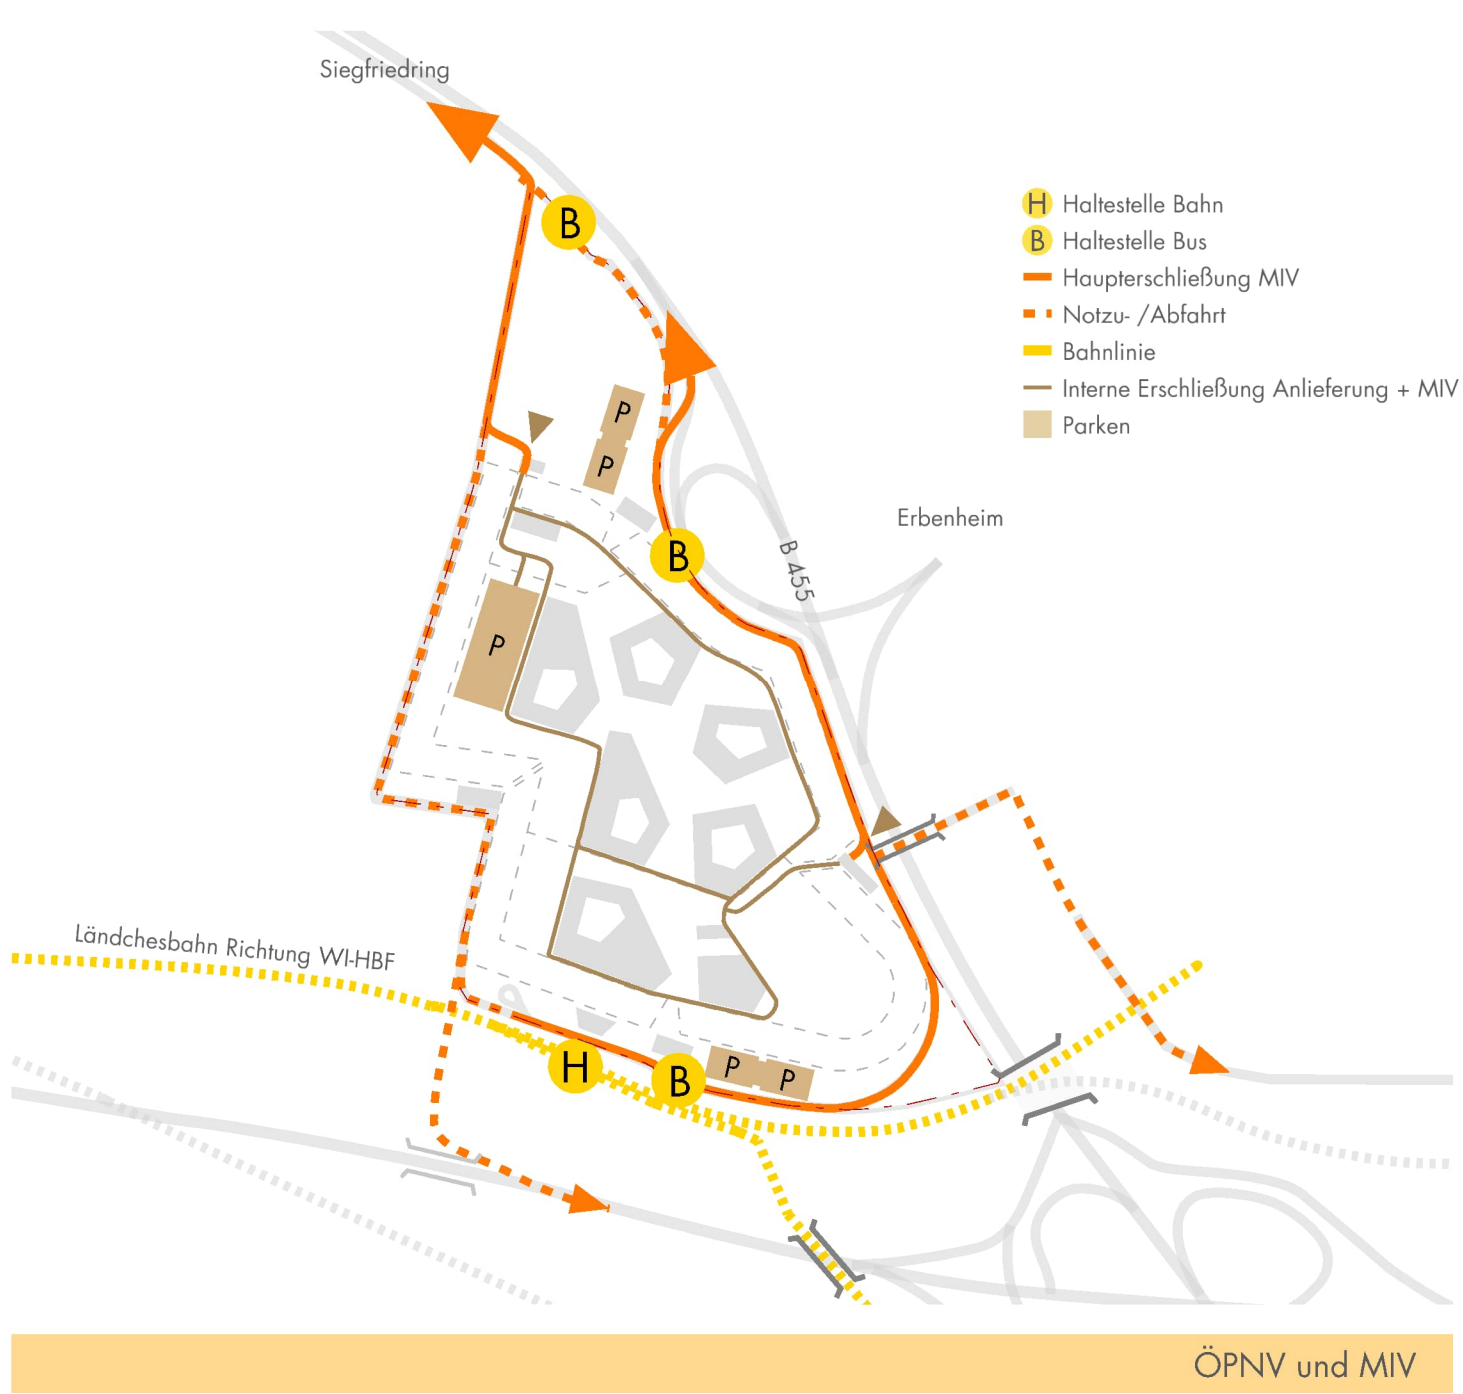 Siegfriedring
B
H Haltestelle Bahn
B Haltestelle Bus
Haupterschließung MIV
Notzu- /Abfahrt
Bahnlinie
Interne Erschließung Anlieferung + MIV
Parken
P
P
Erbenheim
B
B 455
P
Ländchesbahn Richtung WI-HBF
H
B
P
P
ÖPNV und MIV